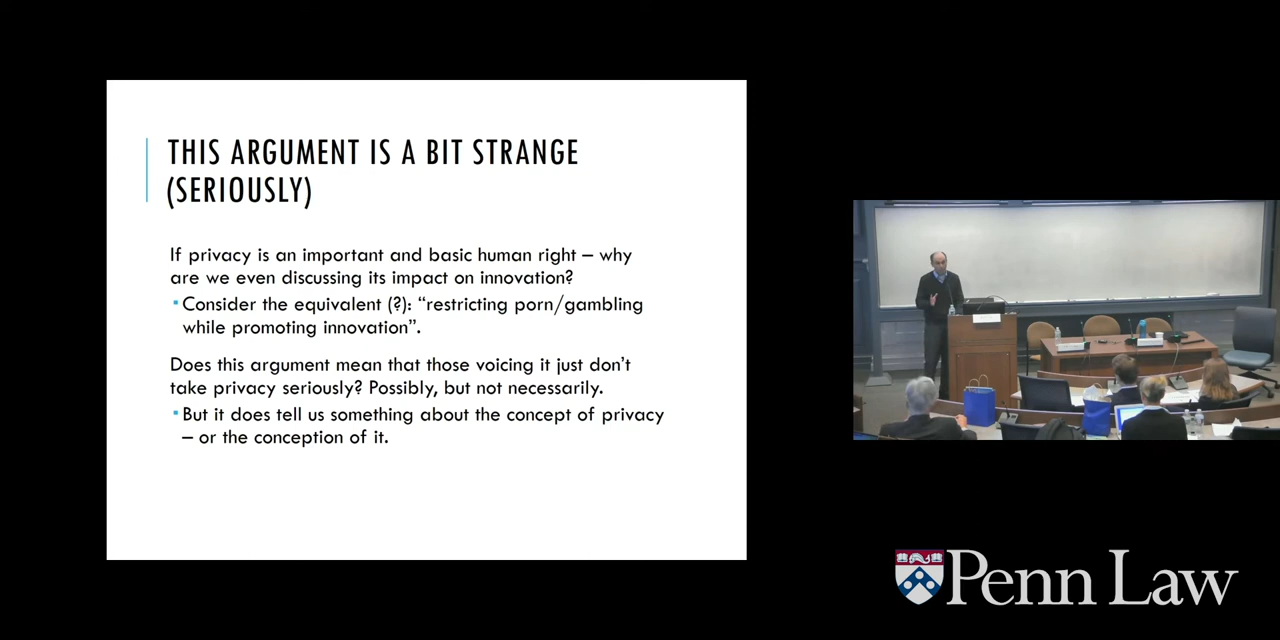 THIS ARGUMENT IS A BIT STRANGE
(SERIOUSLY)
If privacy is an important and basic human right – why
are we even discussing its impact on innovation?
▪ Consider the equivalent (?): “restricting porn/gambling
while promoting innovation”.
Does this argument mean that those voicing it just don’t
take privacy seriously? Possibly, but not necessarily.
▪ But it does tell us something about the concept of privacy
– or the conception of it.
Penn Law